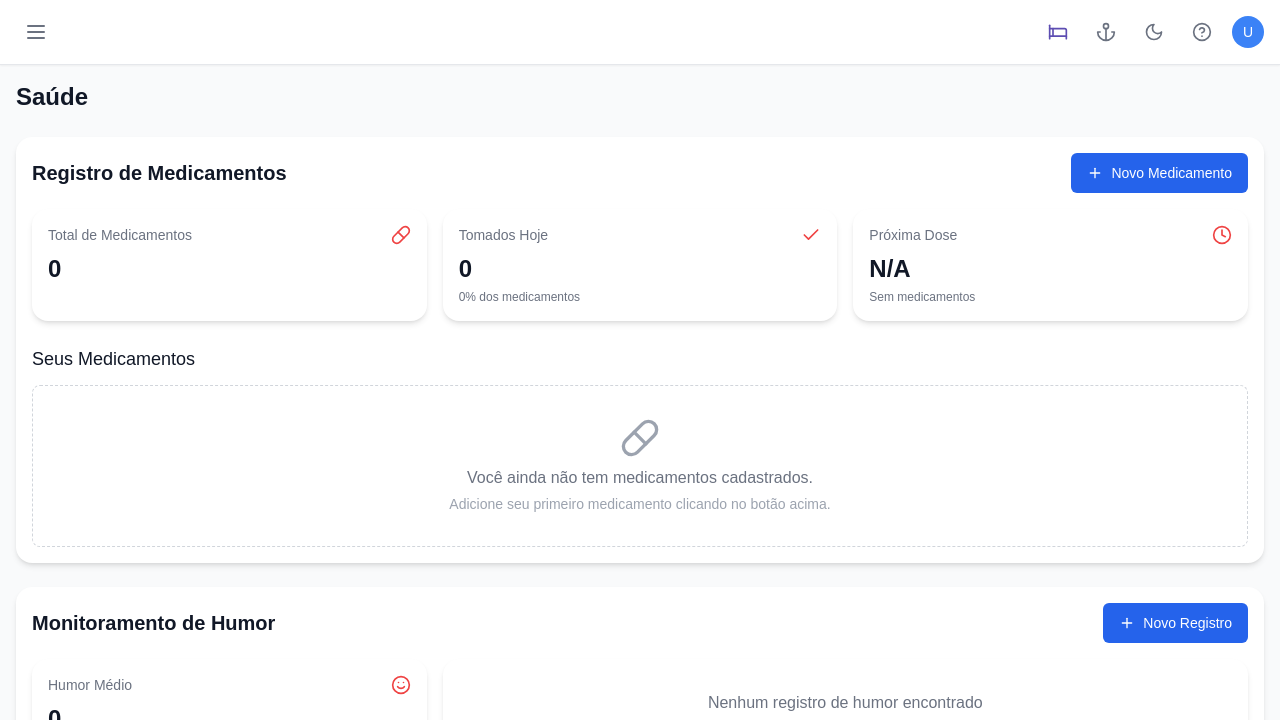 U
Saúde
Registro de Medicamentos
Novo Medicamento
Total de Medicamentos
0
Tomados Hoje
0
0% dos medicamentos
Próxima Dose
N/A
Sem medicamentos
Seus Medicamentos
Você ainda não tem medicamentos cadastrados.
Adicione seu primeiro medicamento clicando no botão acima.
Monitoramento de Humor
Novo Registro
Humor Médio
0
Nenhum registro de humor encontrado